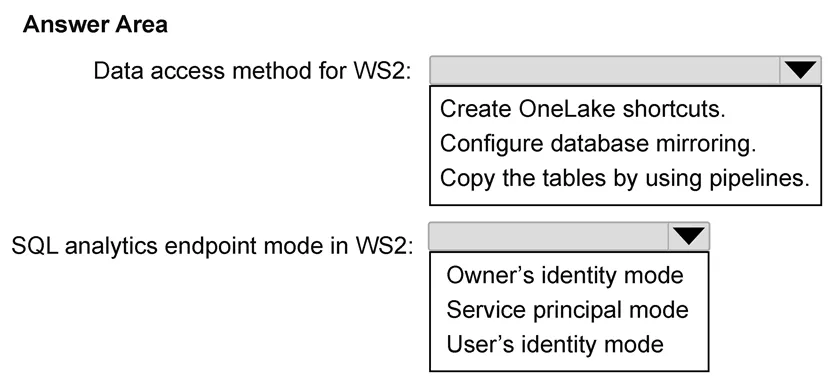 Answer Area
Data access method for WS2:
Create OneLake shortcuts.
Configure database mirroring.
Copy the tables by using pipelines.
SQL analytics endpoint mode in WS2:
Owner’s identity mode
Service principal mode
User’s identity mode